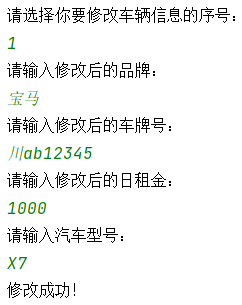 请选择你要修改车辆信息的序号：
1
请输入修改后的品牌：
宝马
请输入修改后的车牌号：
川ab12345
请输入修改后的日租金：
1000
请输入汽车型号：
X7
修改成功！